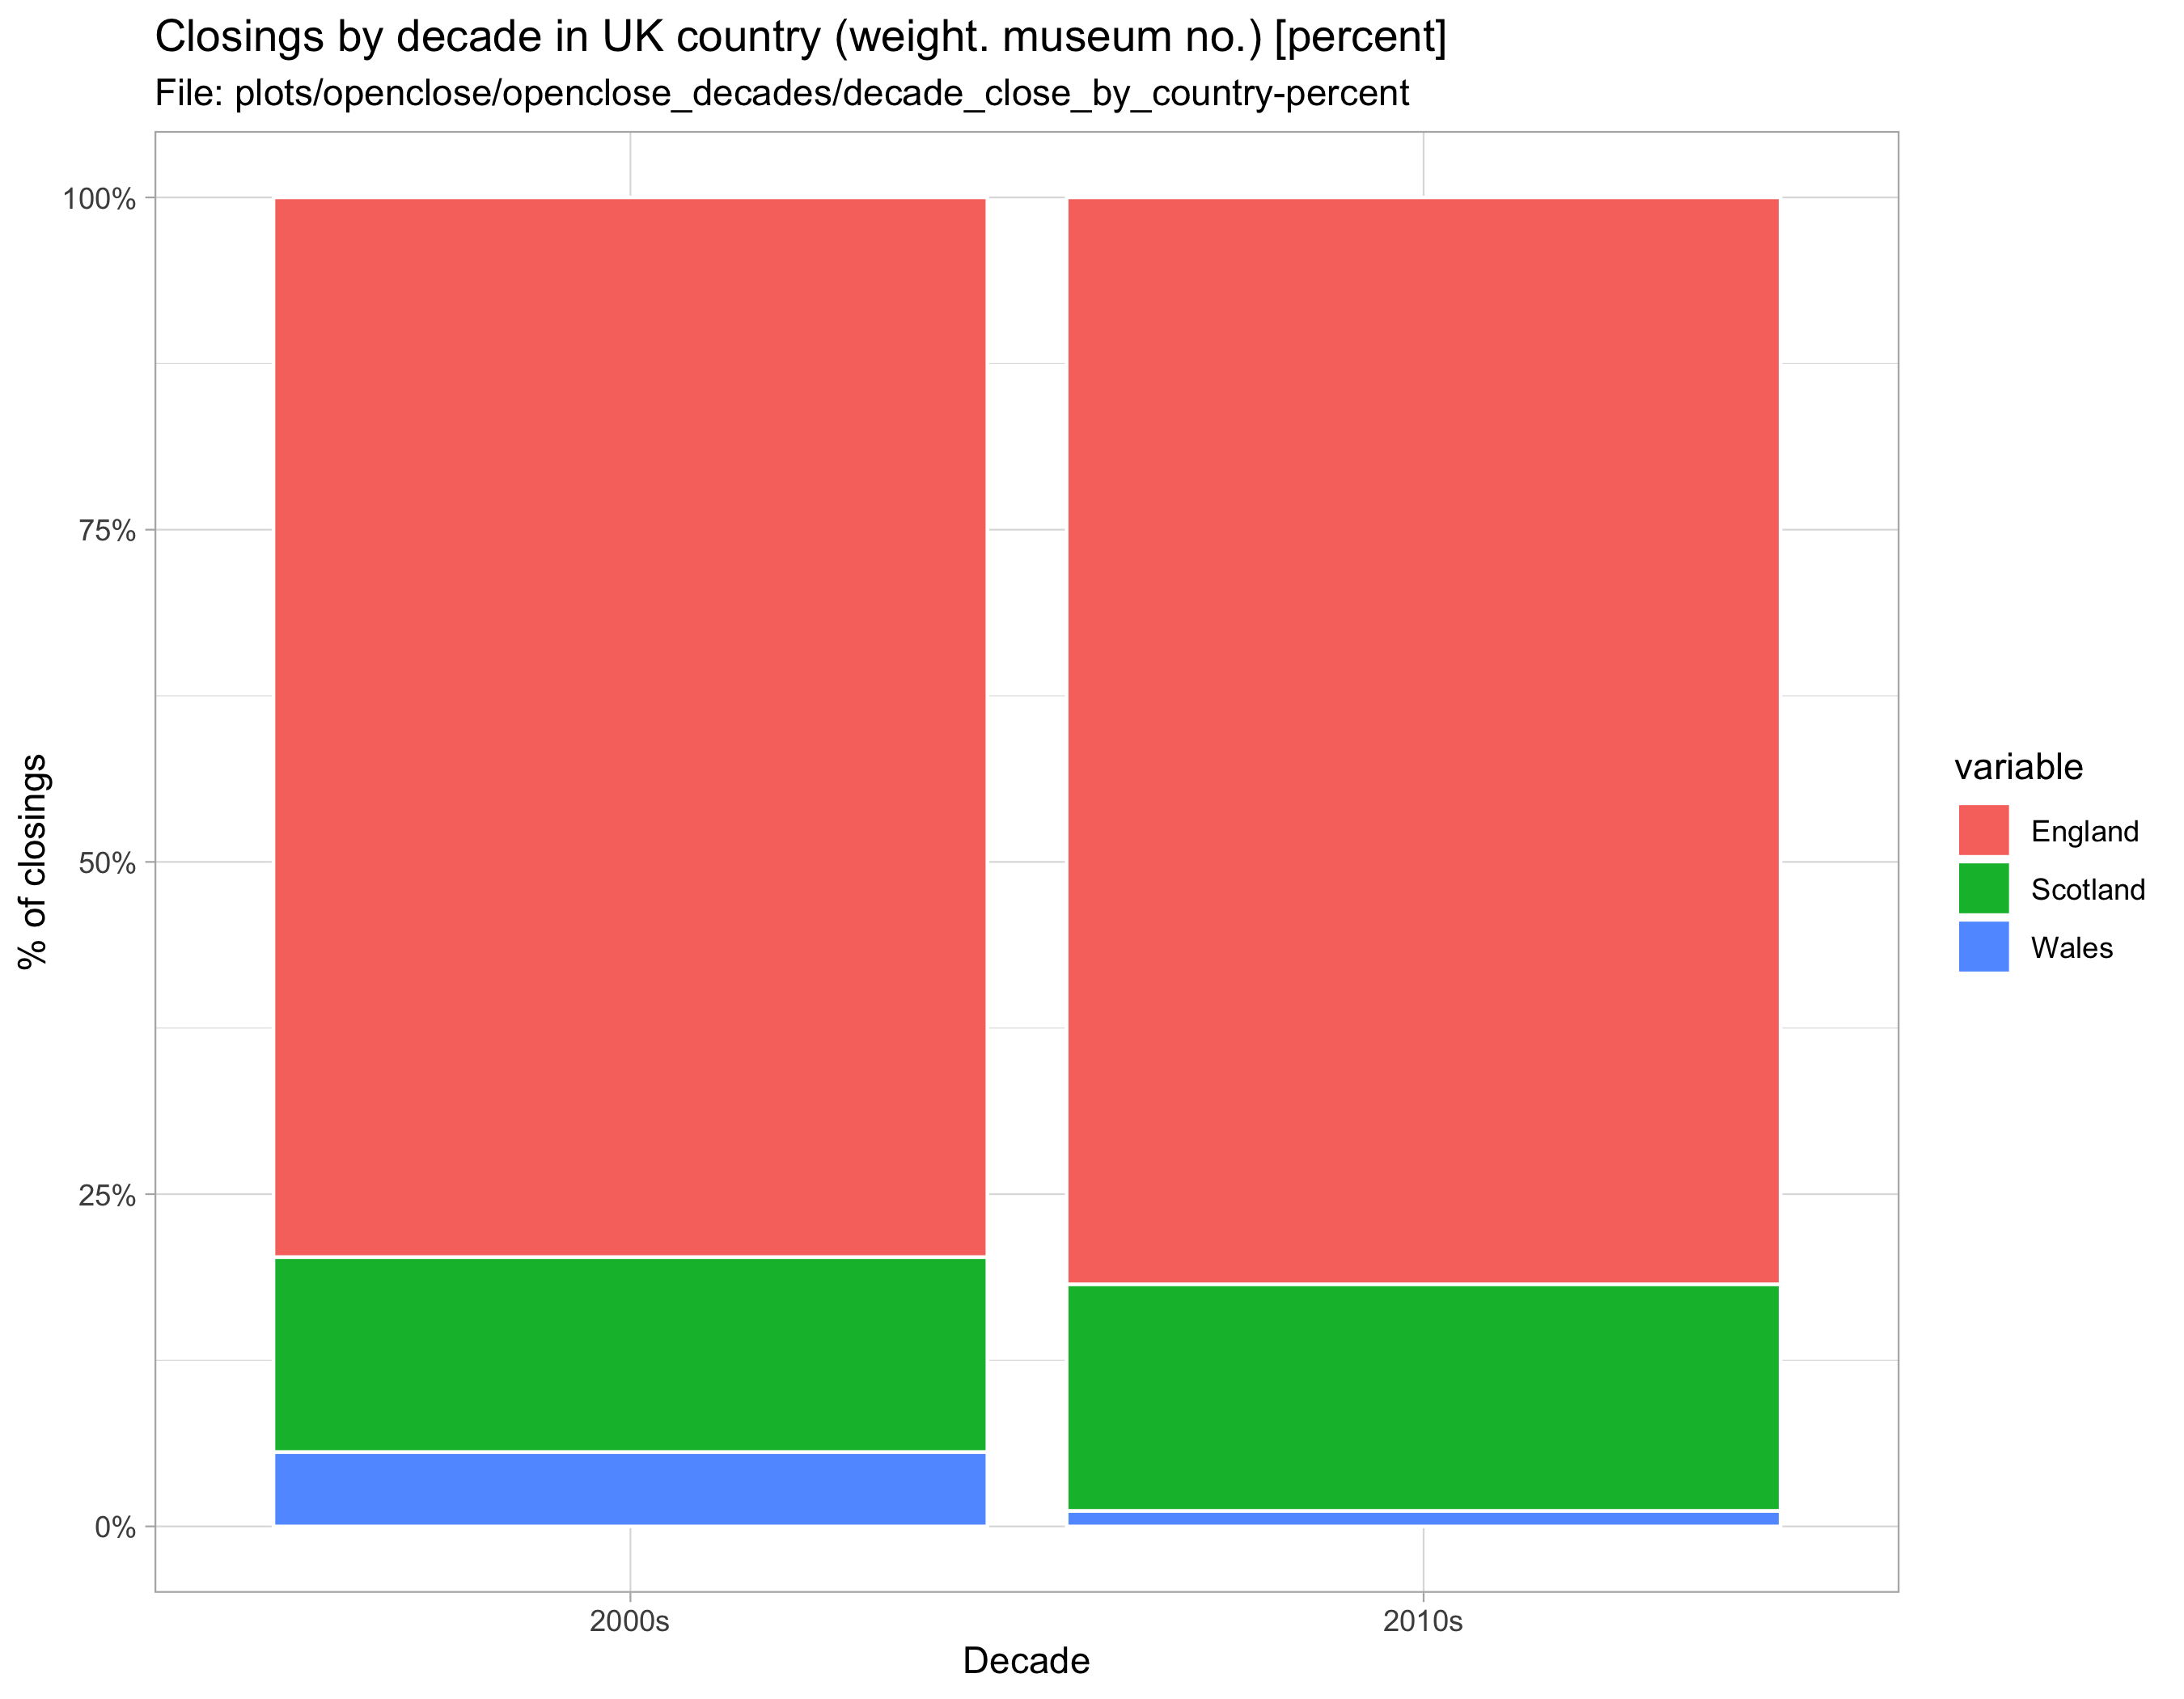 Closings by decade in UK country (weight. museum no.) [percent]
File: plots/openclose/openclose_decades/decade_close_by_country-percent
100%
75%
50%
25%
0%
% of closings
2000s
2010s
Decade
variable
England
Scotland
Wales